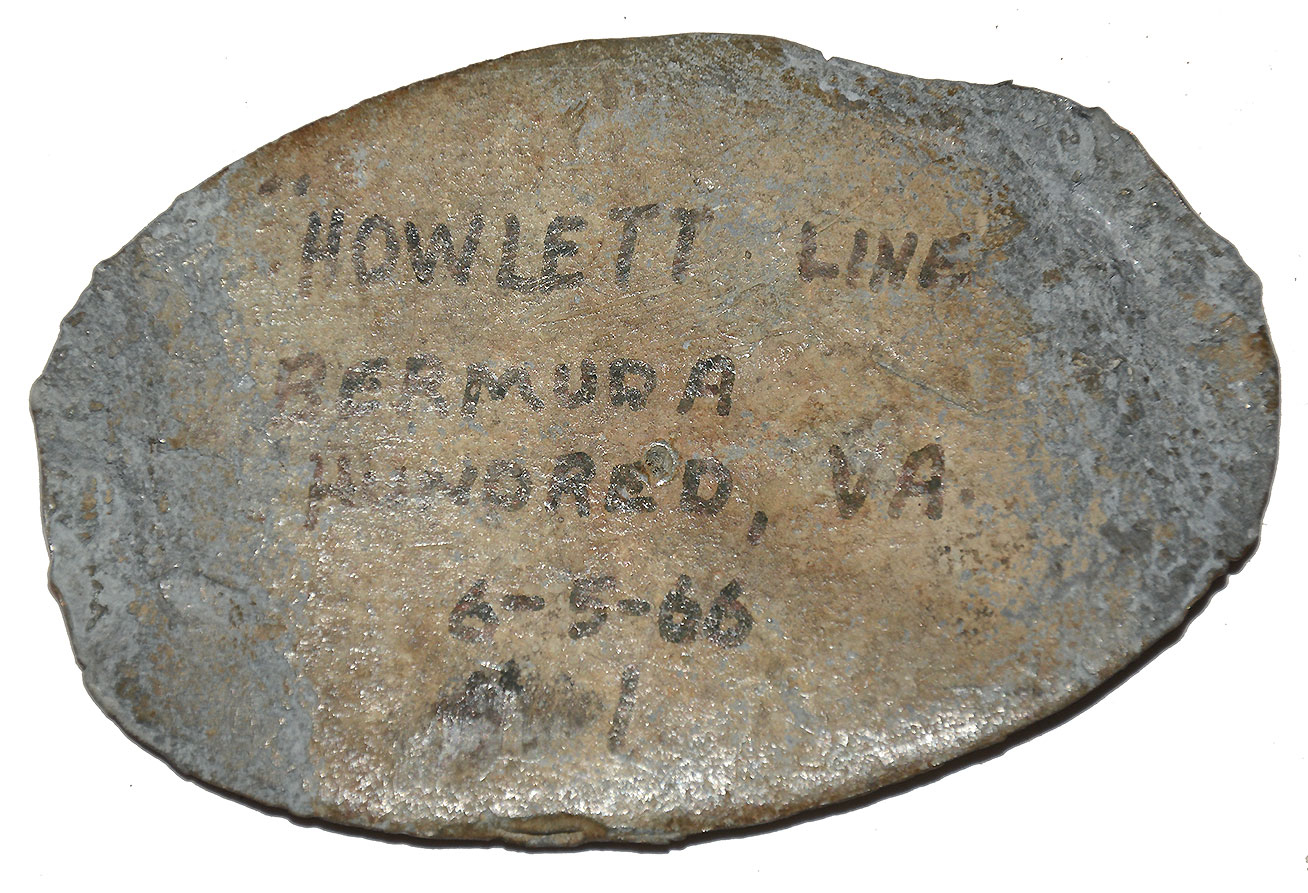 "HOWLETT LINE
BERMUDA
HUNDRED, VA.
6-5-66